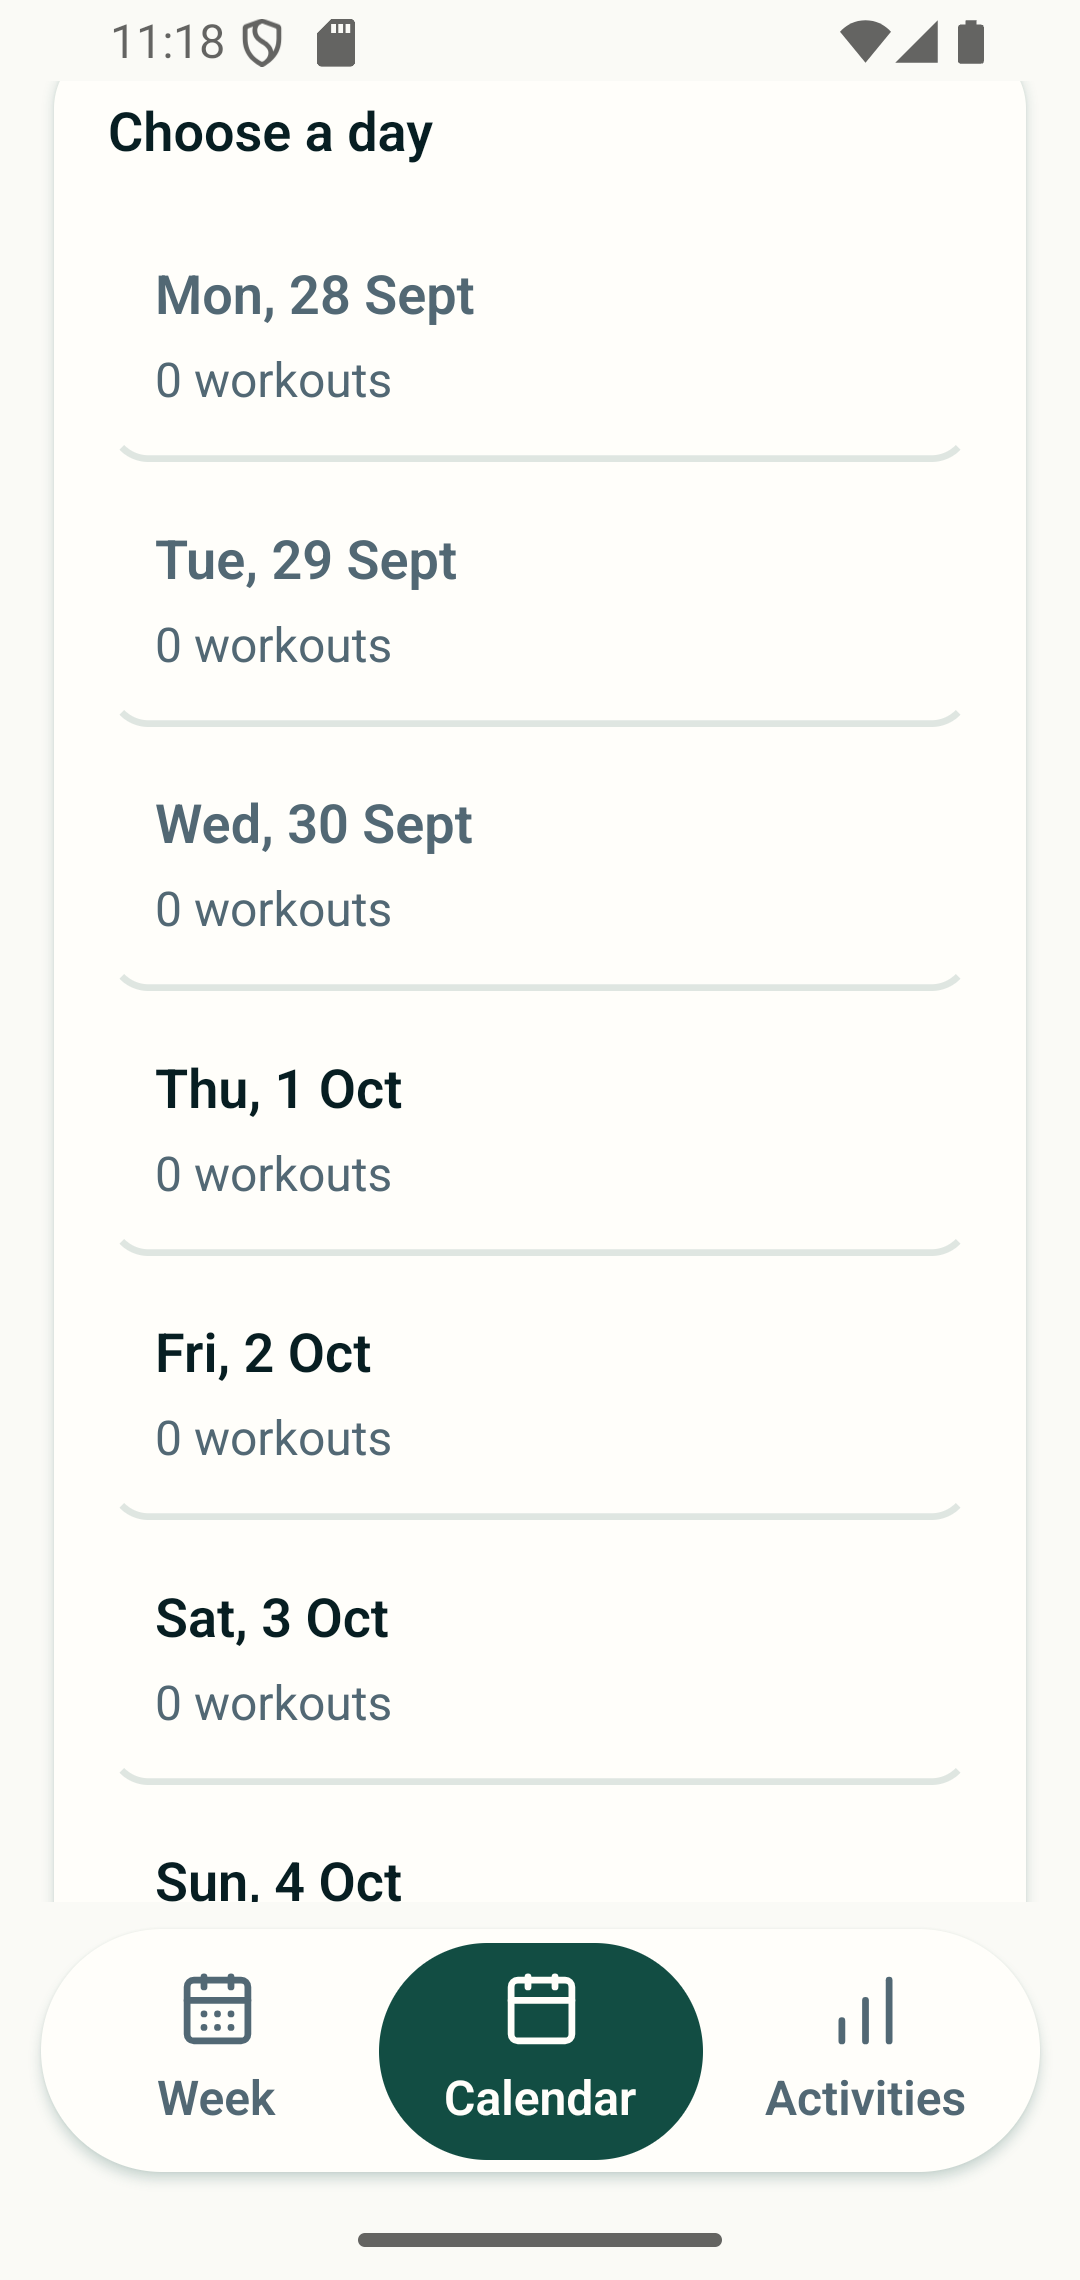 11:18
Choose a day
Mon, 28 Sept
0 workouts
Tue, 29 Sept
0 workouts
Wed, 30 Sept
0 workouts
Thu, 1 Oct
0 workouts
Fri, 2 Oct
0 workouts
Sat, 3 Oct
0 workouts
Sun, 4 Oct
Week
Calendar
Activities